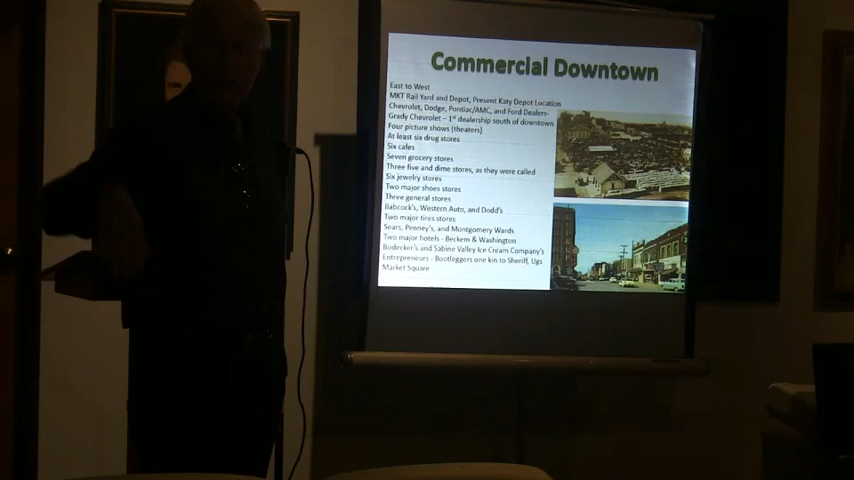 Commercial Downtown
East to West
MKT Rail Yard and Depot, Present Katy Depot Location
Chevrolet, Dodge, Pontiac/AMC, and Ford Dealers-
Grady Chevrolet – 1st dealership south of downtown
Four picture shows (theaters)
At least six drug stores
Six cafes
Seven grocery stores
Three five and dime stores, as they were called
Six jewelry stores
Two major shoes stores
Three general stores
Babcock's, Western Auto, and Dodd's
Two major tires stores
Sears, Penney's, and Montgomery Wards
Two major hotels - Beckem & Washington
Bodecker's and Sabine Valley Ice Cream Company's
Entrepreneurs - Bootleggers one kin to Sheriff, Ugs
Market Square